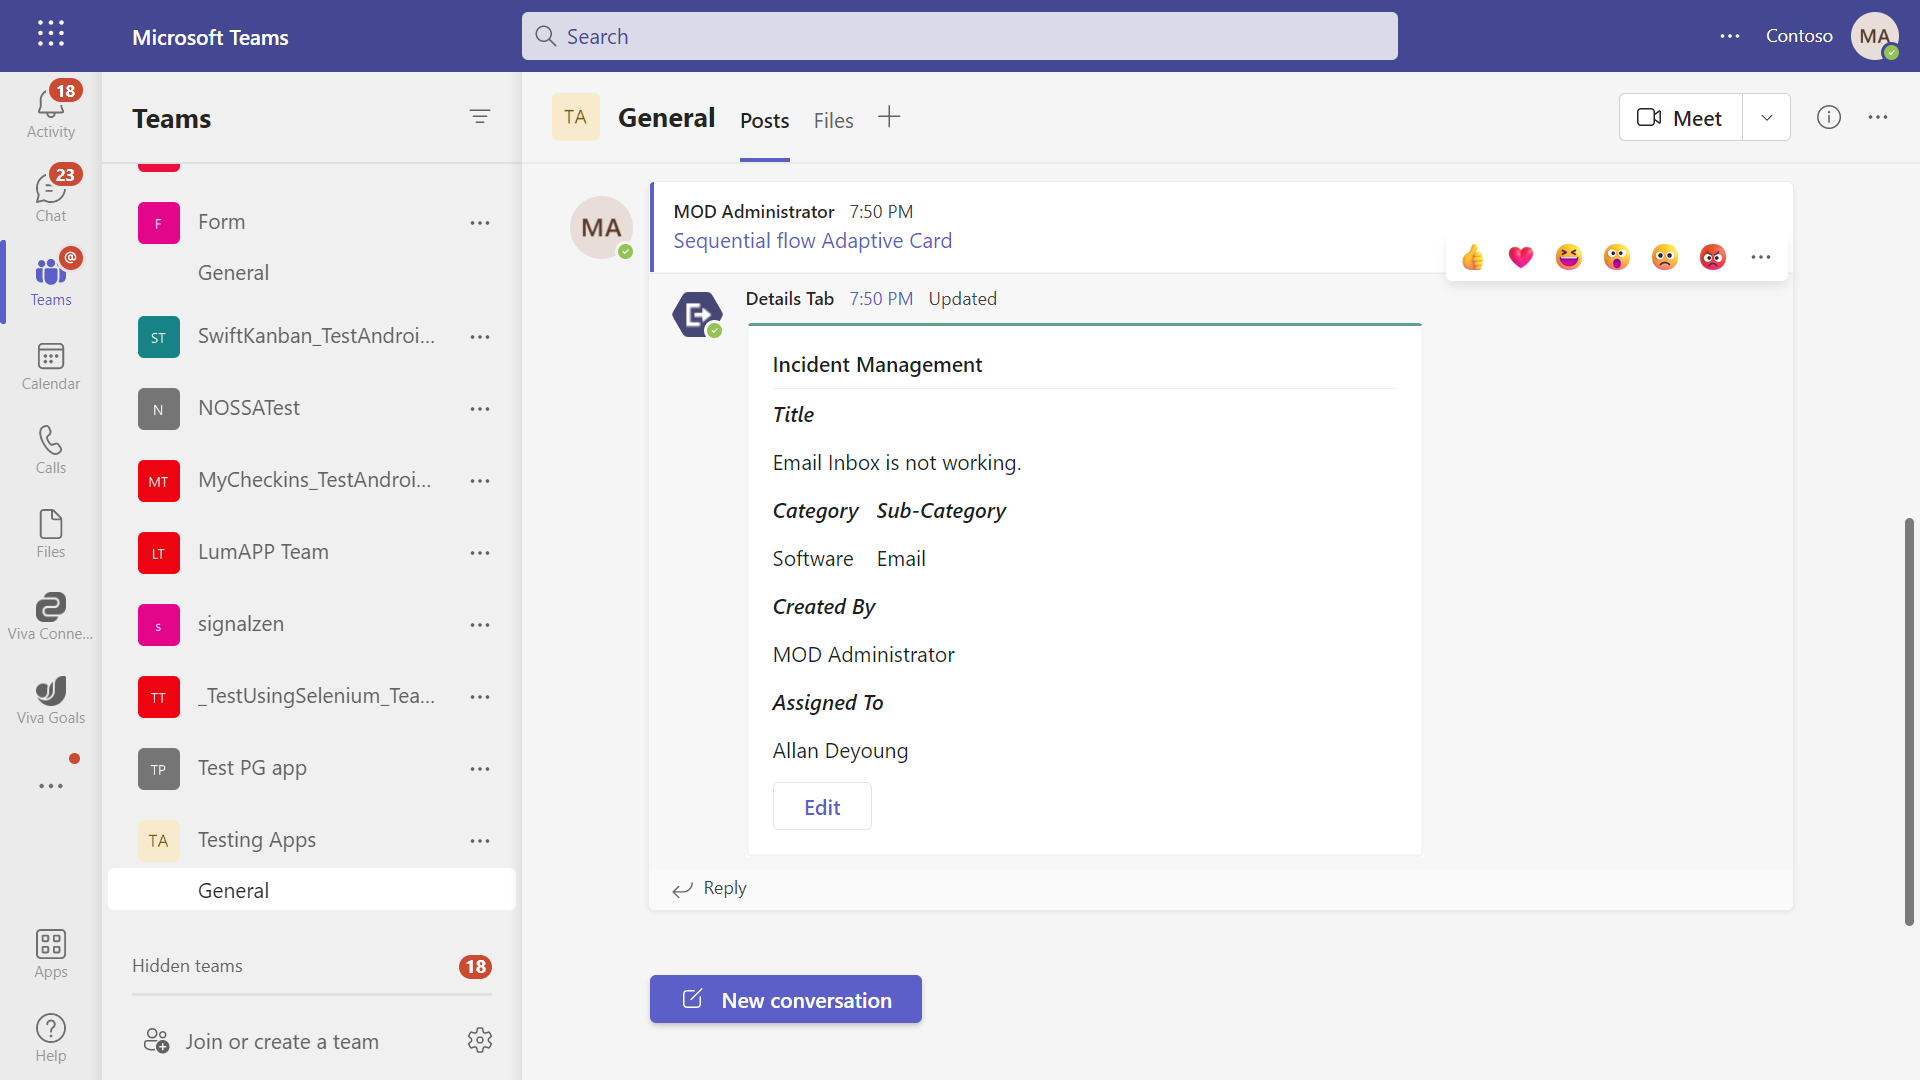 Microsoft Teams
Search
Contoso
MA
18
Activity
23
Chat
@
Teams
Calendar
Calls
Files
Viva Conne...
Viva Goals
Apps
Help
Teams
F
Form
General
ST
SwiftKanban_TestAndroi...
N
NOSSATest
MT
MyCheckins_TestAndroi...
LT
LumAPP Team
s
signalzen
TT
_TestUsingSelenium_Tea...
TP
Test PG app
TA
Testing Apps
General
Hidden teams
18
Join or create a team
TA
General
Posts
Files
Meet
MA
MOD Administrator 7:50 PM
Sequential flow Adaptive Card
Details Tab 7:50 PM Updated
Incident Management
Title
Email Inbox is not working.
Category Sub-Category
Software Email
Created By
MOD Administrator
Assigned To
Allan Deyoung
Edit
Reply
New conversation